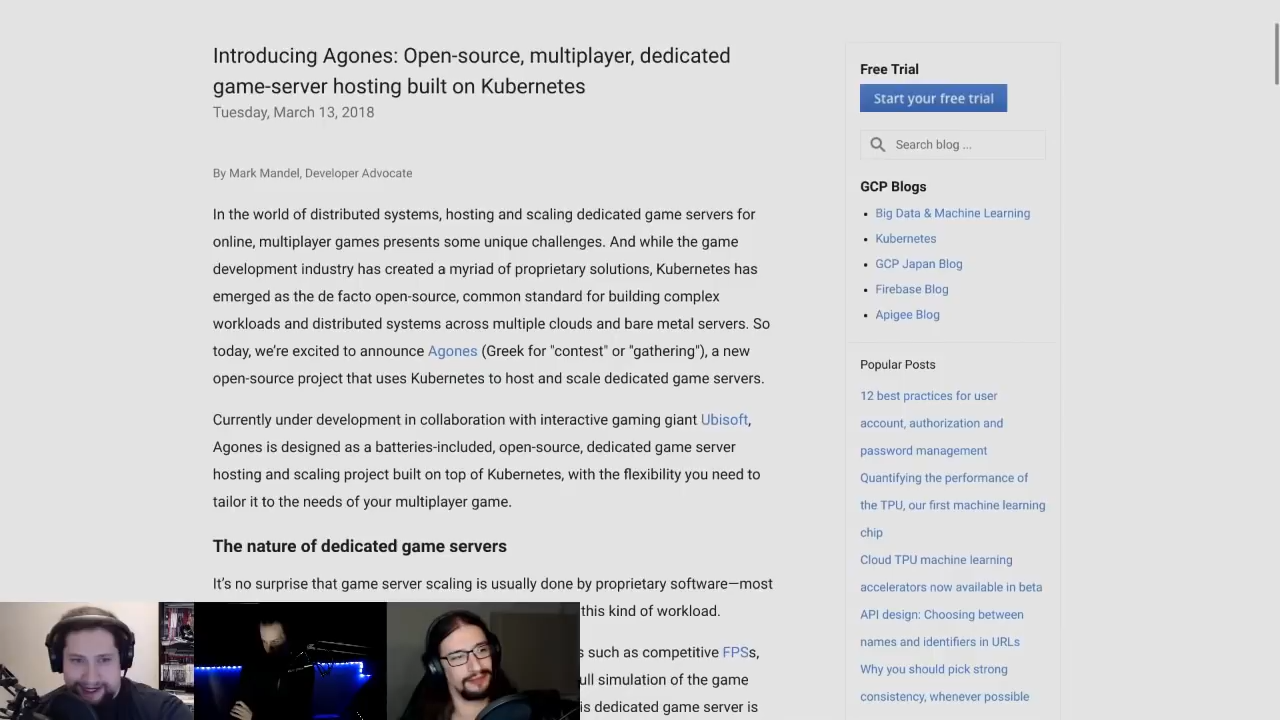 Introducing Agones: Open-source, multiplayer, dedicated
game-server hosting built on Kubernetes
Tuesday, March 13, 2018
By Mark Mandel, Developer Advocate
In the world of distributed systems, hosting and scaling dedicated game servers for
online, multiplayer games presents some unique challenges. And while the game
development industry has created a myriad of proprietary solutions, Kubernetes has
emerged as the de facto open-source, common standard for building complex
workloads and distributed systems across multiple clouds and bare metal servers. So
today, we’re excited to announce Agones (Greek for "contest" or "gathering"), a new
open-source project that uses Kubernetes to host and scale dedicated game servers.
Currently under development in collaboration with interactive gaming giant Ubisoft,
Agones is designed as a batteries-included, open-source, dedicated game server
hosting and scaling project built on top of Kubernetes, with the flexibility you need to
tailor it to the needs of your multiplayer game.
The nature of dedicated game servers
It’s no surprise that game server scaling is usually done by proprietary software—most
this kind of workload.
such as competitive FPSs,
simulation of the game
is dedicated game server is
Free Trial
Start your free trial
Search blog ...
GCP Blogs
Big Data & Machine Learning
Kubernetes
GCP Japan Blog
Firebase Blog
Apigee Blog
Popular Posts
12 best practices for user
account, authorization and
password management
Quantifying the performance of
the TPU, our first machine learning
chip
Cloud TPU machine learning
accelerators now available in beta
API design: Choosing between
names and identifiers in URLs
Why you should pick strong
consistency, whenever possible